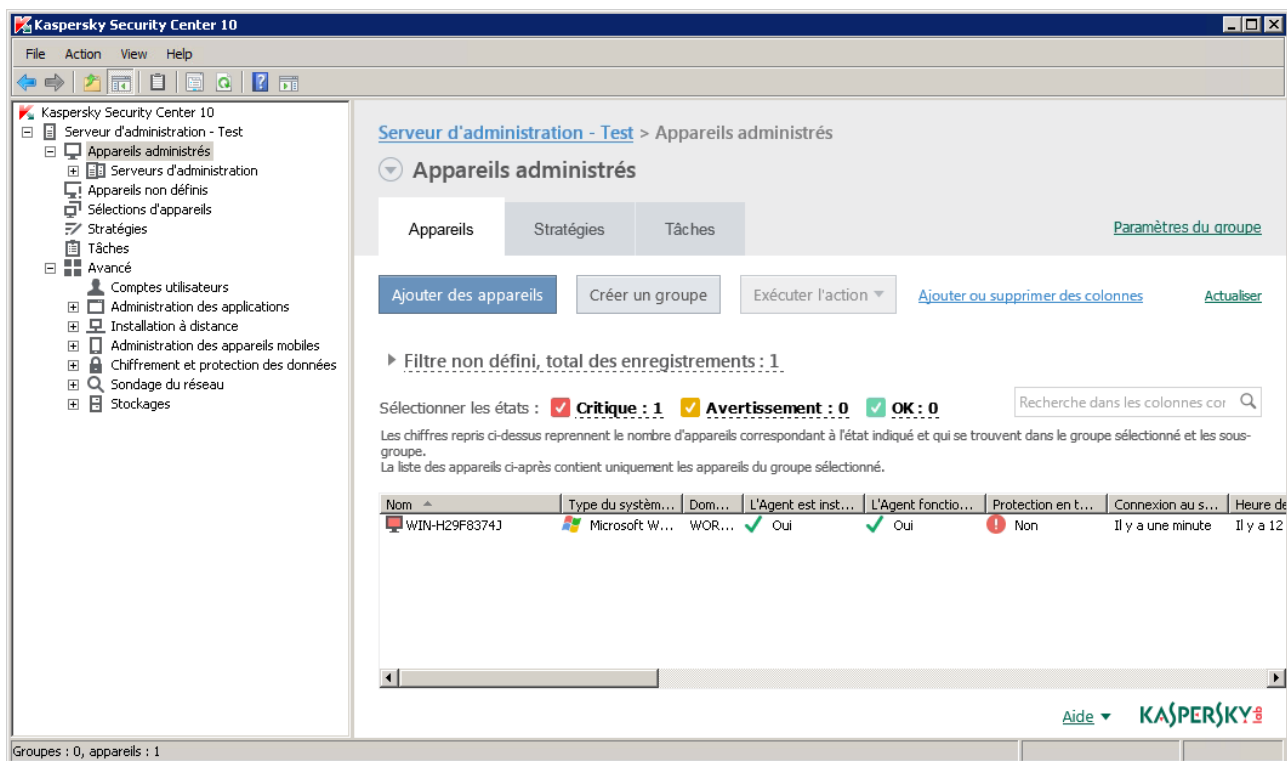 Kaspersky Security Center 10
File Action View Help
Kaspersky Security Center 10
Serveur d'administration - Test
Appareils administrés
Serveurs d'administration
Appareils non définis
Sélections d'appareils
Stratégies
Tâches
Avancé
Comptes utilisateurs
Administration des applications
Installation à distance
Administration des appareils mobiles
Chiffrement et protection des données
Sondage du réseau
Stockages
Serveur d'administration - Test > Appareils administrés
Appareils administrés
Appareils Stratégies Tâches Paramètres du groupe
Ajouter des appareils Créer un groupe Exécuter l'action Ajouter ou supprimer des colonnes Actualiser
Filtre non défini, total des enregistrements : 1
Sélectionner les états : Critique : 1 Avertissement : 0 OK : 0 Recherche dans les colonnes cor
Les chiffres repris ci-dessus reprennent le nombre d'appareils correspondant à l'état indiqué et qui se trouvent dans le groupe sélectionné et les sous-
groupe.
La liste des appareils ci-après contient uniquement les appareils du groupe sélectionné.
Nom Type du systèm... Dom... L'Agent est inst... L'Agent fonctio... Protection en t... Connexion au s... Heure de
WIN-H29F8374J Microsoft W... WOR... Oui Oui Non Il y a une minute Il y a 12
Aide KASPERSKY lab
Groupes : 0, appareils : 1